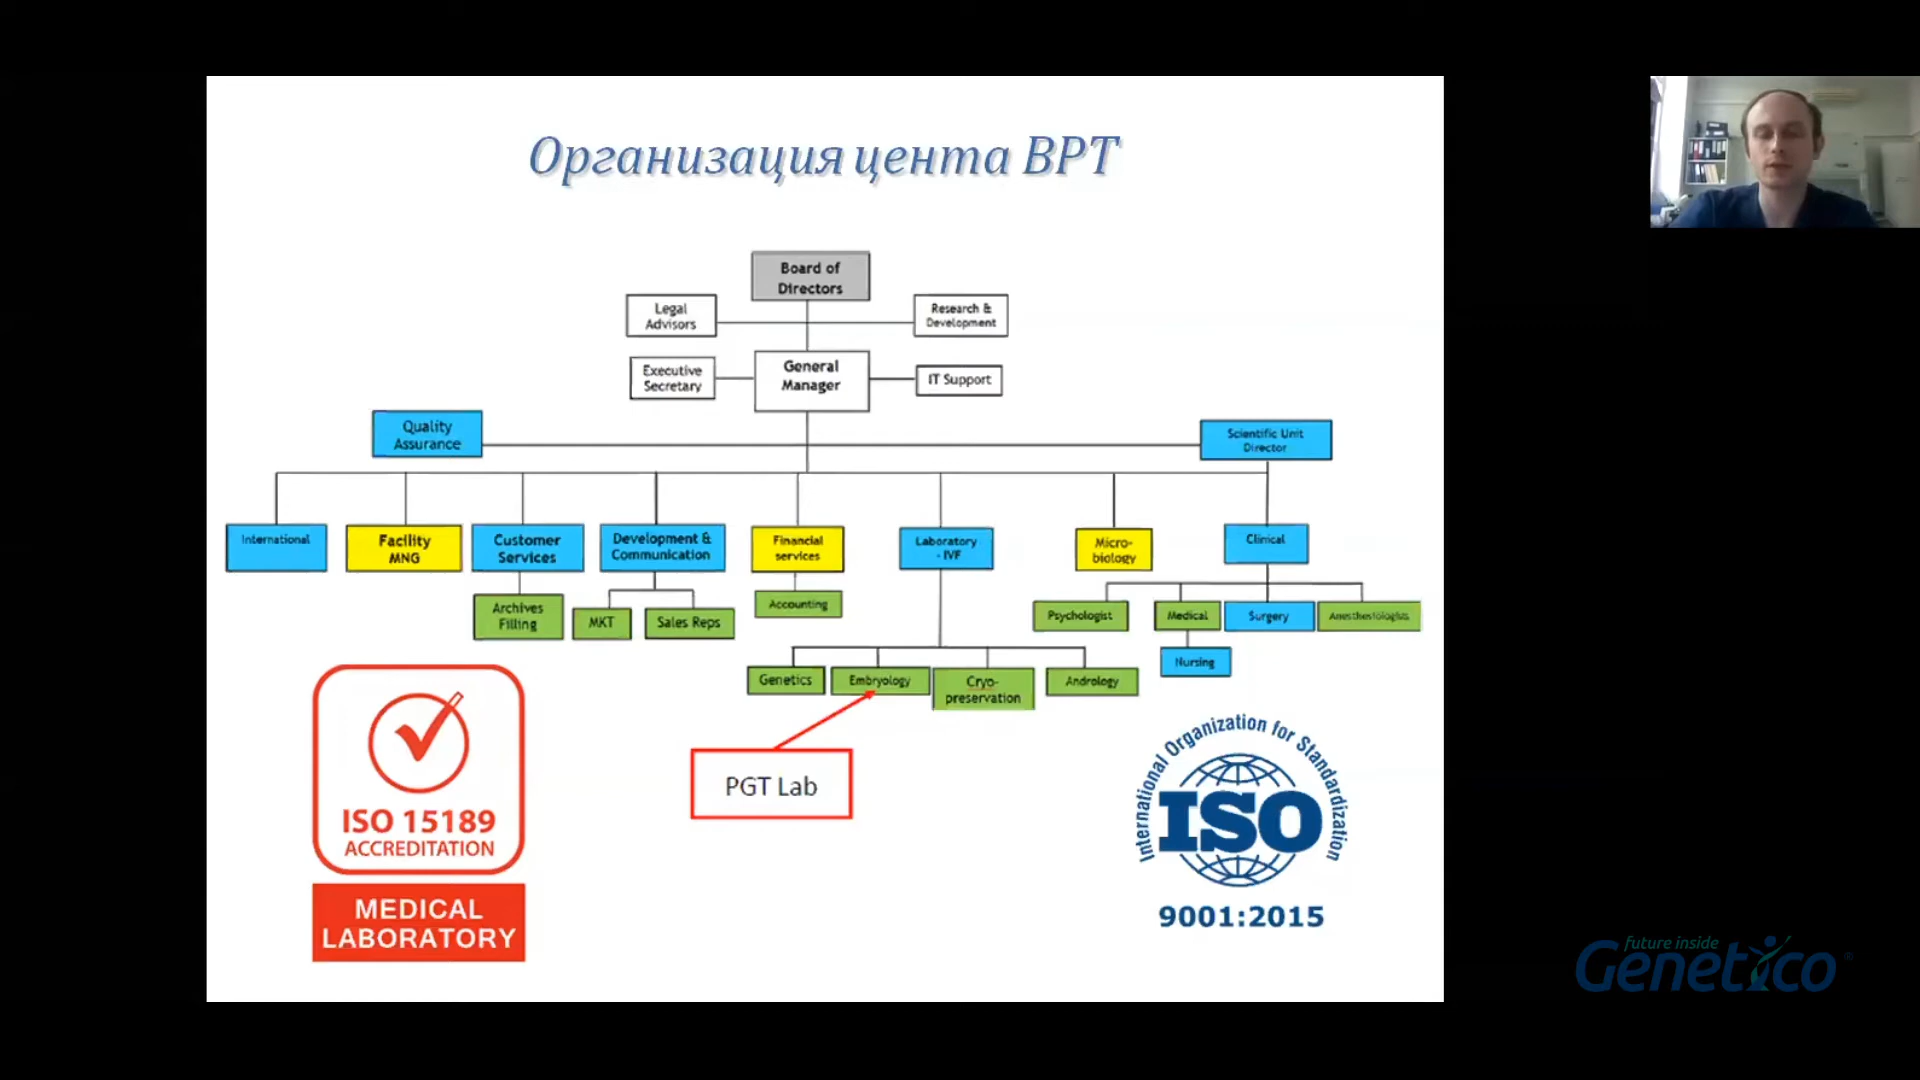 Организация цента ВРТ
Board of
Directors
Legal
Advisors
Research &
Development
General
Manager
Executive
Secretary
IT Support
Quality
Assurance
Scientific Unit
Director
International
Facility
MNG
Customer
Services
Development &
Communication
Financial
services
Laboratory
- IVF
Micro-
biology
Clinical
Archives
Filling
MKT
Sales Reps
Accounting
Psychologist
Medical
Surgery
Anesthesiologists
Nursing
Genetics
Embryology
Cryo-
preservation
Andrology
PGT Lab
ISO 15189
ACCREDITATION
MEDICAL
LABORATORY
International Organization for Standardization
ISO
9001:2015
future inside
Genetico®